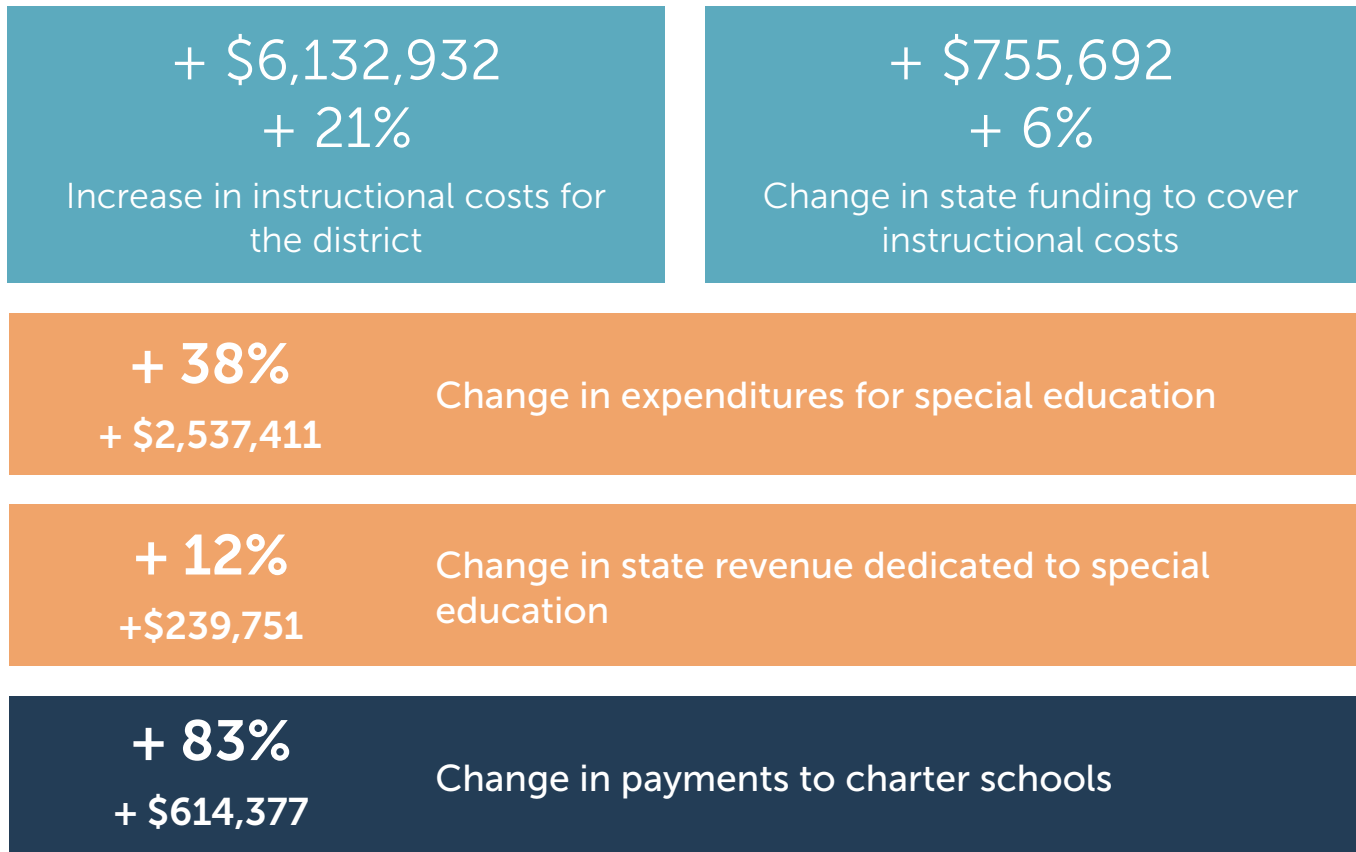 + $6,132,932
+ 21%
Increase in instructional costs for
the district
+ $755,692
+ 6%
Change in state funding to cover
instructional costs
+ 38%
+ $2,537,411
Change in expenditures for special education
+ 12%
+$239,751
Change in state revenue dedicated to special
education
+ 83%
+ $614,377
Change in payments to charter schools